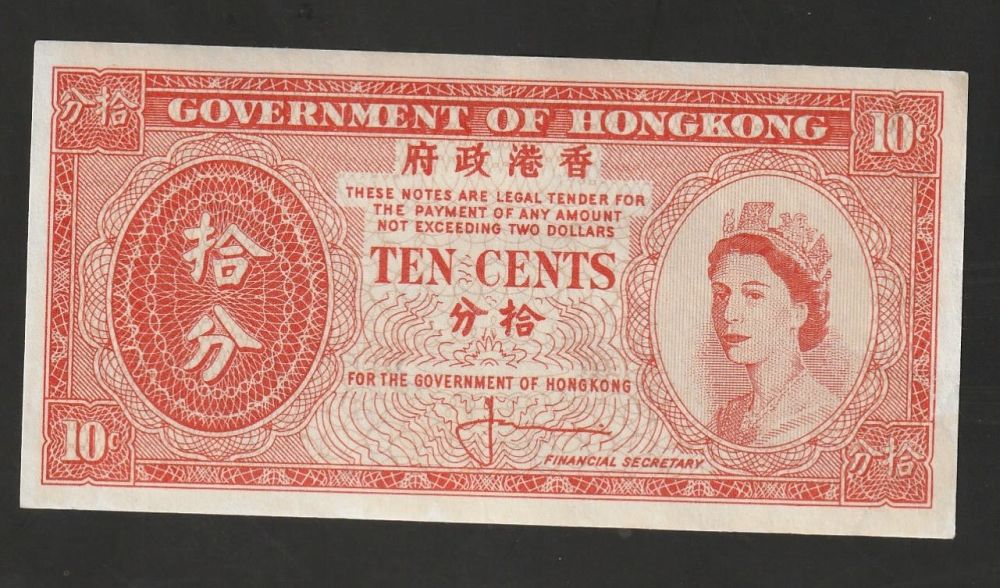 分拾
GOVERNMENT OF HONGKONG
10c
府政港香
THESE NOTES ARE LEGAL TENDER FOR
THE PAYMENT OF ANY AMOUNT
NOT EXCEEDING TWO DOLLARS
拾
分
TEN CENTS
分拾
FOR THE GOVERNMENT OF HONGKONG
10c
FINANCIAL SECRETARY
分拾